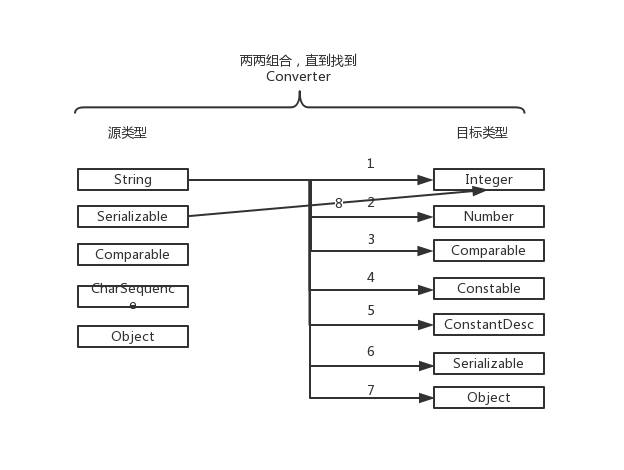 两两组合，直到找到
Converter
源类型
目标类型
1
String
Integer
Serializable
8
2
Number
3
Comparable
Comparable
4
CharSequenc
e
Constable
5
ConstantDesc
Object
6
Serializable
7
Object